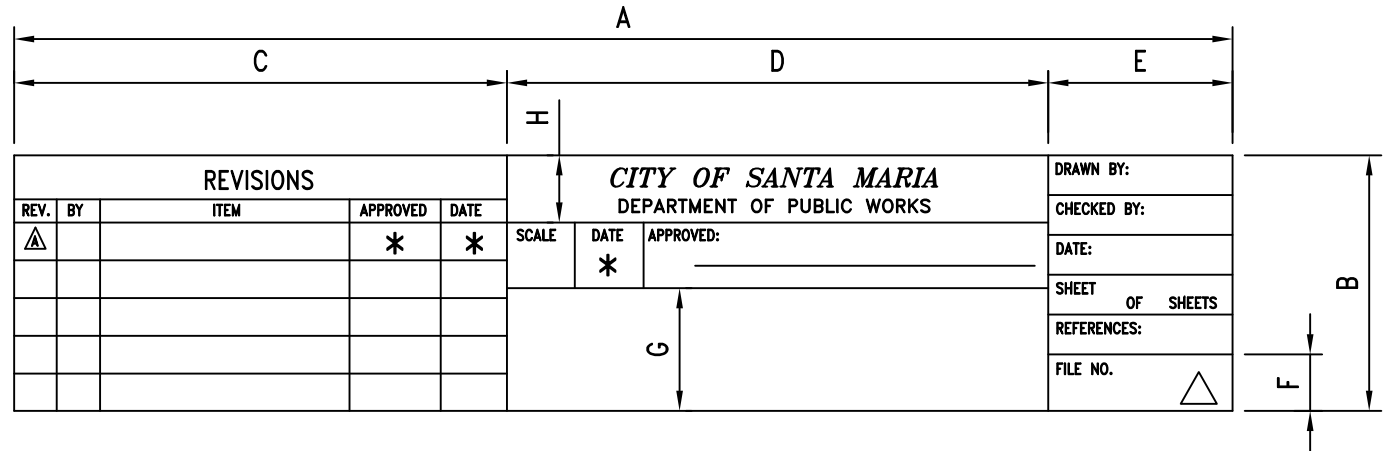 A
C D E
H
REVISIONS
REV. BY ITEM APPROVED DATE
A * *
CITY OF SANTA MARIA
DEPARTMENT OF PUBLIC WORKS
SCALE DATE APPROVED:
*
G
DRAWN BY:
CHECKED BY:
DATE:
SHEET
OF SHEETS
REFERENCES:
FILE NO.
B
F